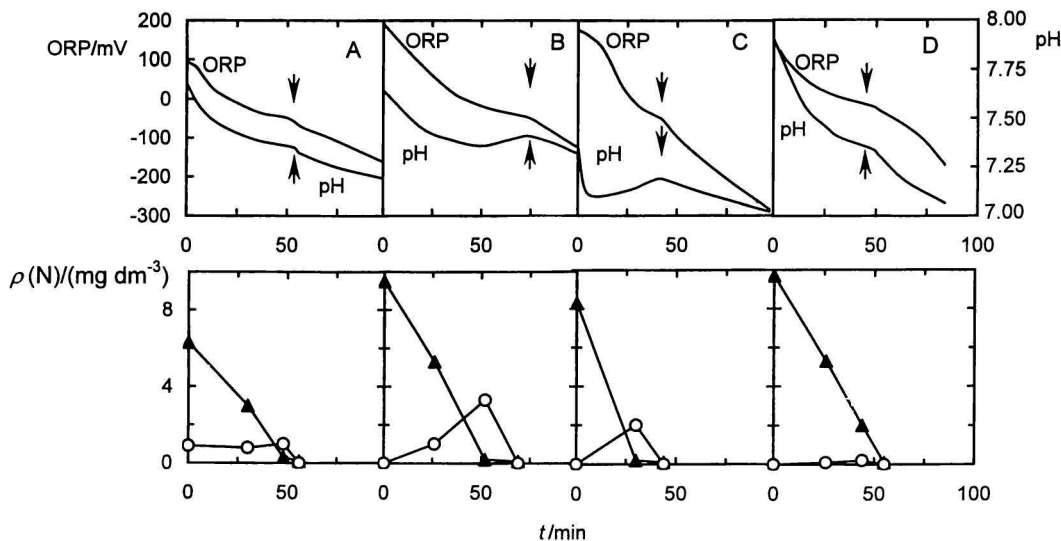 ORP/mV
200
100
0
-100
-200
-300
A
ORP
pH
B
ORP
pH
C
ORP
pH
D
ORP
pH
pH
8.00
7.75
7.50
7.25
7.00
0 50 0 50 0 50 0 50 100
ρ (N)/(mg dm⁻³)
8
4
0
0 50 0 50 0 50 0 50 100
t/min